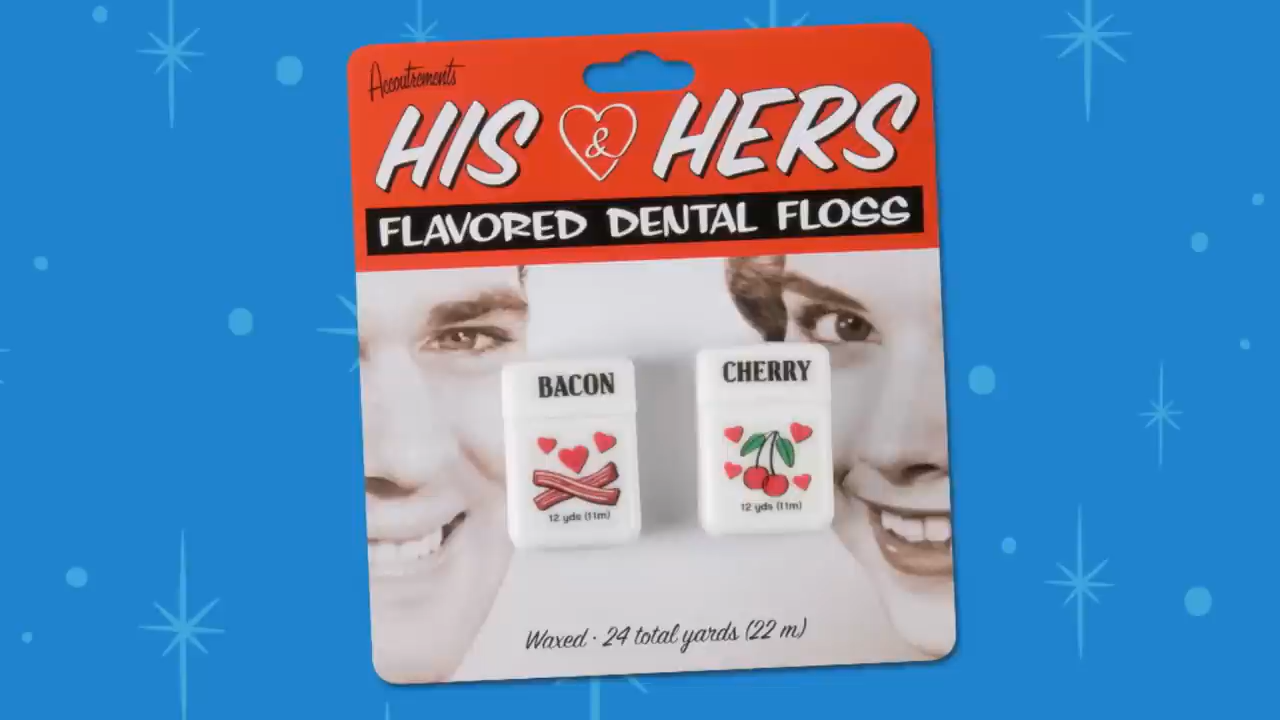 Accoutrements
HIS & HERS
FLAVORED DENTAL FLOSS
BACON
CHERRY
12 yds (11m)
12 yds (11m)
Waxed · 24 total yards (22 m)